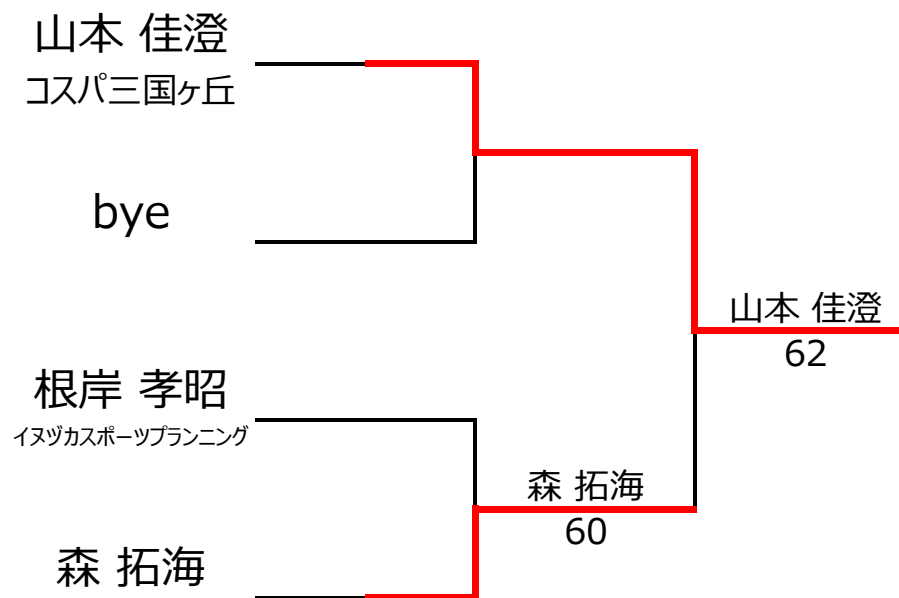 山本 佳澄
コスパ三国ヶ丘
bye
山本 佳澄
62
根岸 孝昭
イヌヅカスポーツプランニング
森 拓海
60
森 拓海